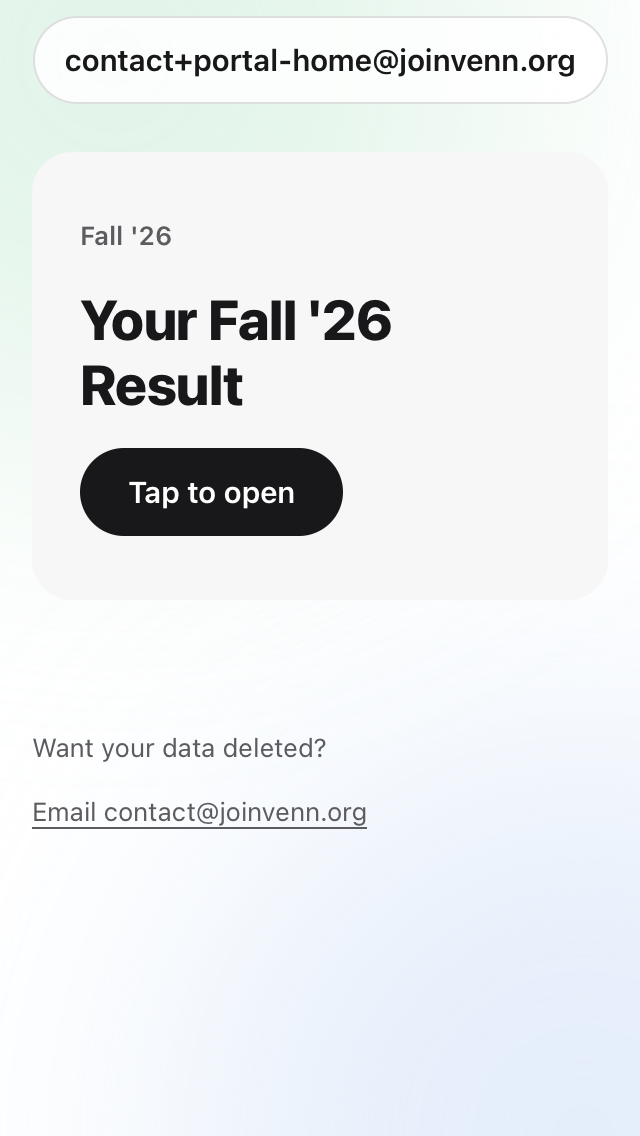 contact+portal-home@joinvenn.org
Fall '26
Your Fall '26
Result
Tap to open
Want your data deleted?
Email contact@joinvenn.org